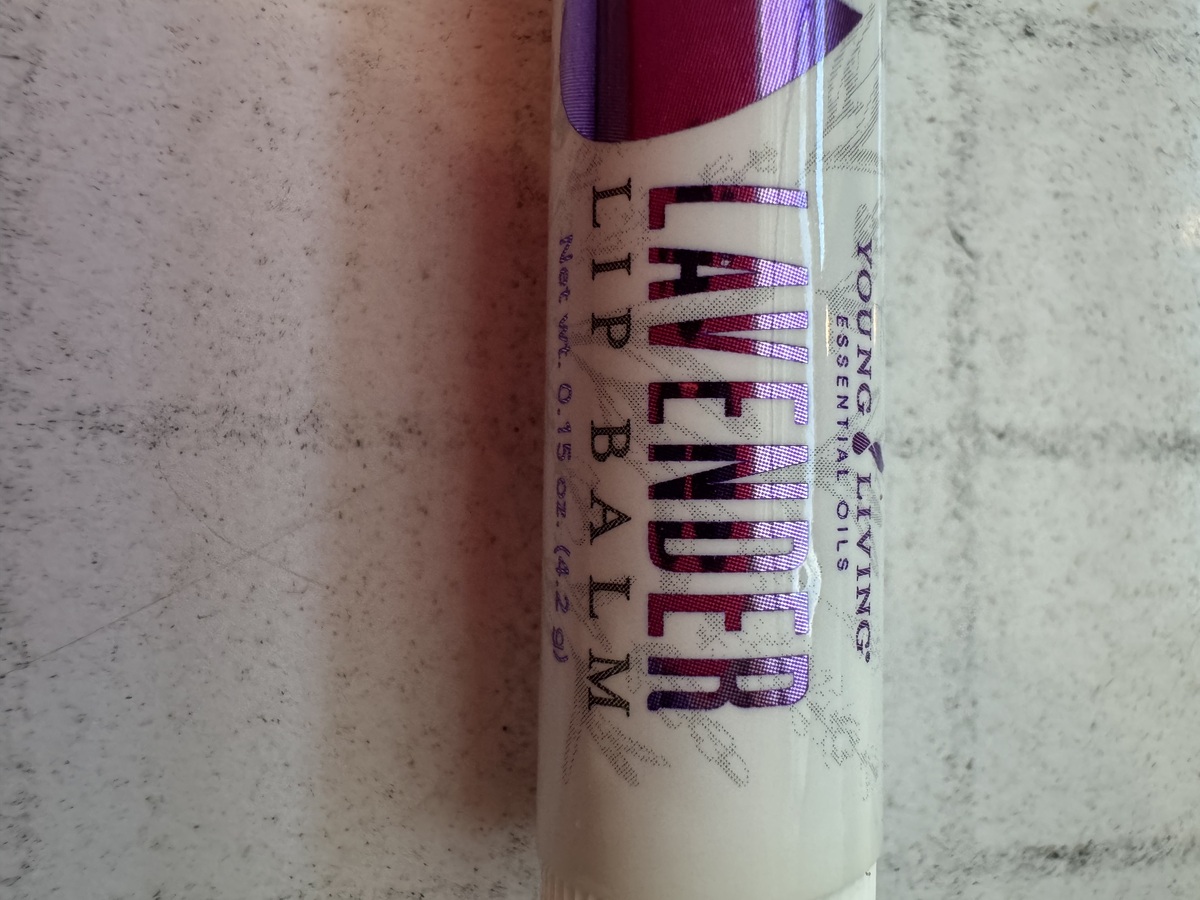 YOUNG LIVING®
ESSENTIAL OILS
LAVENDER
LIP BALM
Net wt. 0.15 oz. (4.2 g)